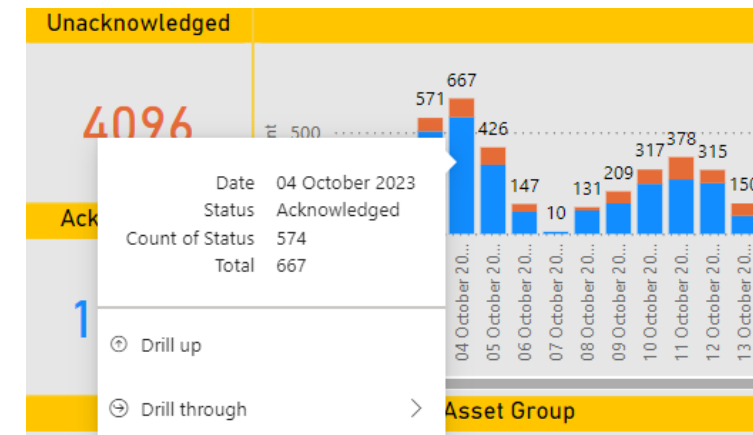 Unacknowledged
4096
500
571
667
426
147
10
131
209
317
378
315
150
Date 04 October 2023
Status Acknowledged
Count of Status 574
Total 667
Drill up
Drill through
Ack
1
04 October 20...
05 October 20...
06 October 20...
07 October 20...
08 October 20...
09 October 20...
10 October 20...
11 October 20...
12 October 20...
13 October 20...
Asset Group